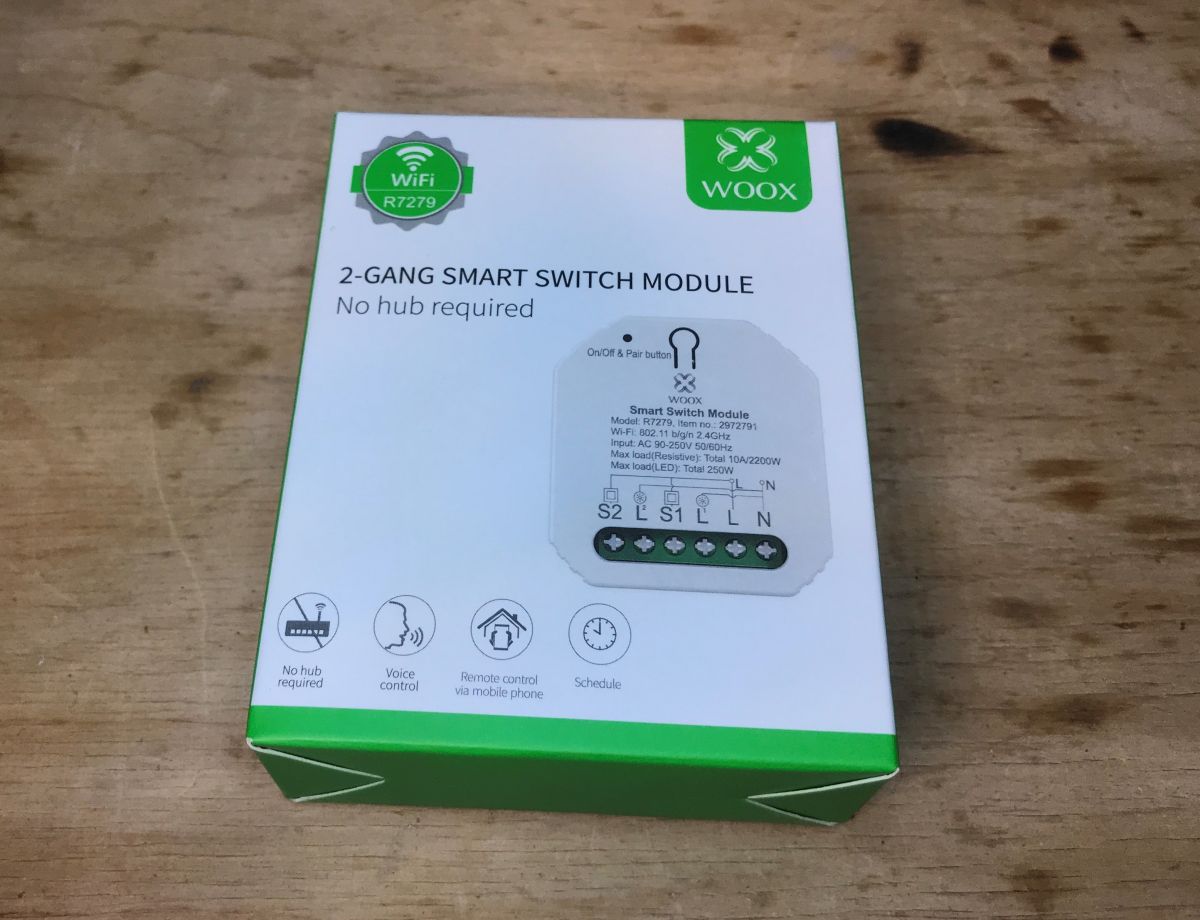 WiFi
R7279
WOOX
2-GANG SMART SWITCH MODULE
No hub required
On/Off & Pair button
WOOX
Smart Switch Module
Model: R7279, Item no.: 2972791
Wi-Fi: 802.11 b/g/n 2.4GHz
Input: AC 90-250V 50/60Hz
Max load(Resistive): Total 10A/2200W
Max load(LED): Total 250W
L N
S2 L² S1 L¹ L N
No hub
required
Voice
control
Remote control
via mobile phone
Schedule